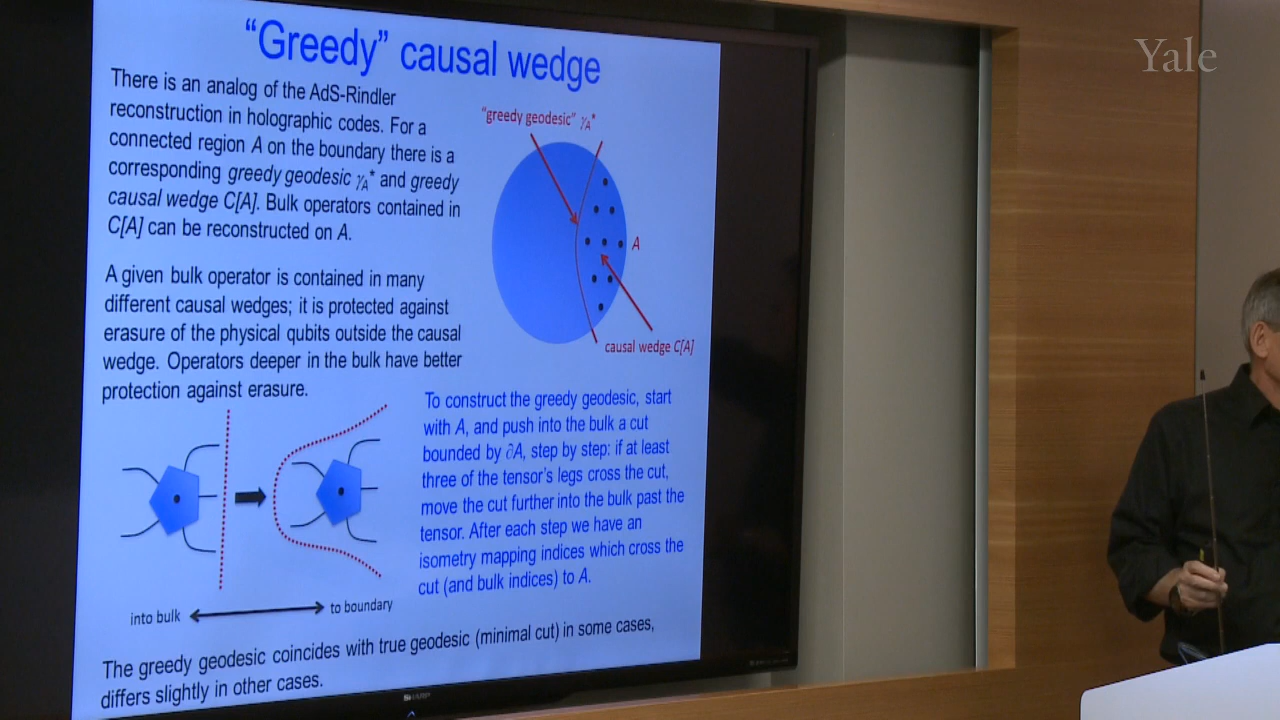 “Greedy” causal wedge
There is an analog of the AdS-Rindler
reconstruction in holographic codes. For a
connected region A on the boundary there is a
corresponding greedy geodesic γ_A* and greedy
causal wedge C[A]. Bulk operators contained in
C[A] can be reconstructed on A.
A given bulk operator is contained in many
different causal wedges; it is protected against
erasure of the physical qubits outside the causal
wedge. Operators deeper in the bulk have better
protection against erasure.
“greedy geodesic” γ_A*
A
causal wedge C[A]
To construct the greedy geodesic, start
with A, and push into the bulk a cut
bounded by ∂A, step by step: if at least
three of the tensor’s legs cross the cut,
move the cut further into the bulk past the
tensor. After each step we have an
isometry mapping indices which cross the
cut (and bulk indices) to A.
into bulk
to boundary
The greedy geodesic coincides with true geodesic (minimal cut) in some cases,
differs slightly in other cases.
SHARP
Yale